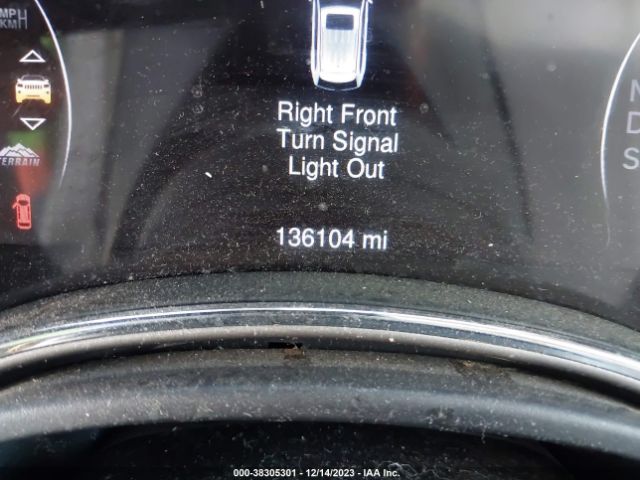 MPH
KM/H
Right Front
Turn Signal
Light Out
TERRAIN
136104 mi
N
D
S
000-38305301 - 12/14/2023 - IAA Inc.